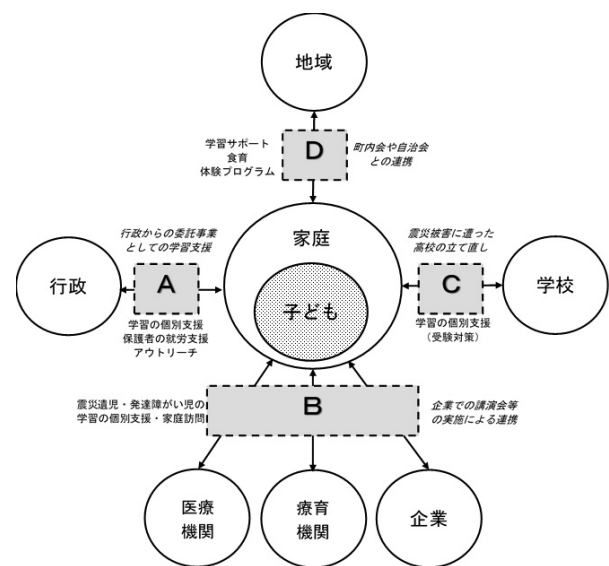 地域
学習サポート
食育
体験プログラム
D
町内会や自治会
との連携
行政からの委託事業
としての学習支援
家庭
震災被害に遭った
高校の立て直し
行政
A
子ども
C
学校
学習の個別支援
保護者の就労支援
アウトリーチ
学習の個別支援
(受験対策)
震災遺児・発達障がい児の
学習の個別支援・家庭訪問
B
企業での講演会等
の実施による連携
医療
機関
療育
機関
企業